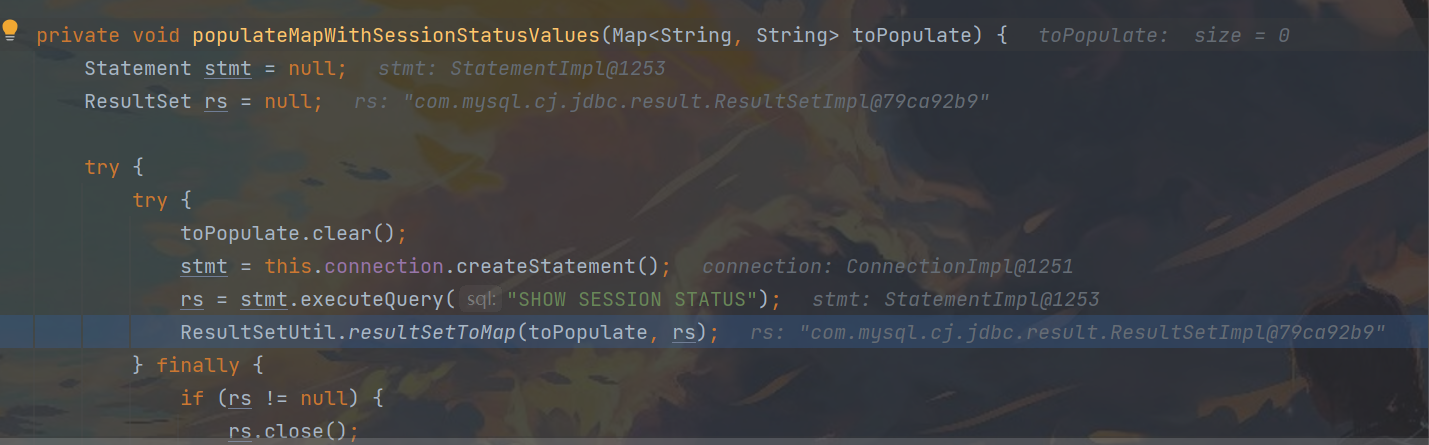 private void populateMapWithSessionStatusValues(Map<String, String> toPopulate) {   toPopulate:  size = 0
    Statement stmt = null;   stmt: StatementImpl@1253
    ResultSet rs = null;   rs: "com.mysql.cj.jdbc.result.ResultSetImpl@79ca92b9"
    try {
        try {
            toPopulate.clear();
            stmt = this.connection.createStatement();   connection: ConnectionImpl@1251
            rs = stmt.executeQuery( sql: "SHOW SESSION STATUS");   stmt: StatementImpl@1253
            ResultSetUtil.resultSetToMap(toPopulate, rs);   rs: "com.mysql.cj.jdbc.result.ResultSetImpl@79ca92b9"
        } finally {
            if (rs != null) {
                rs.close();